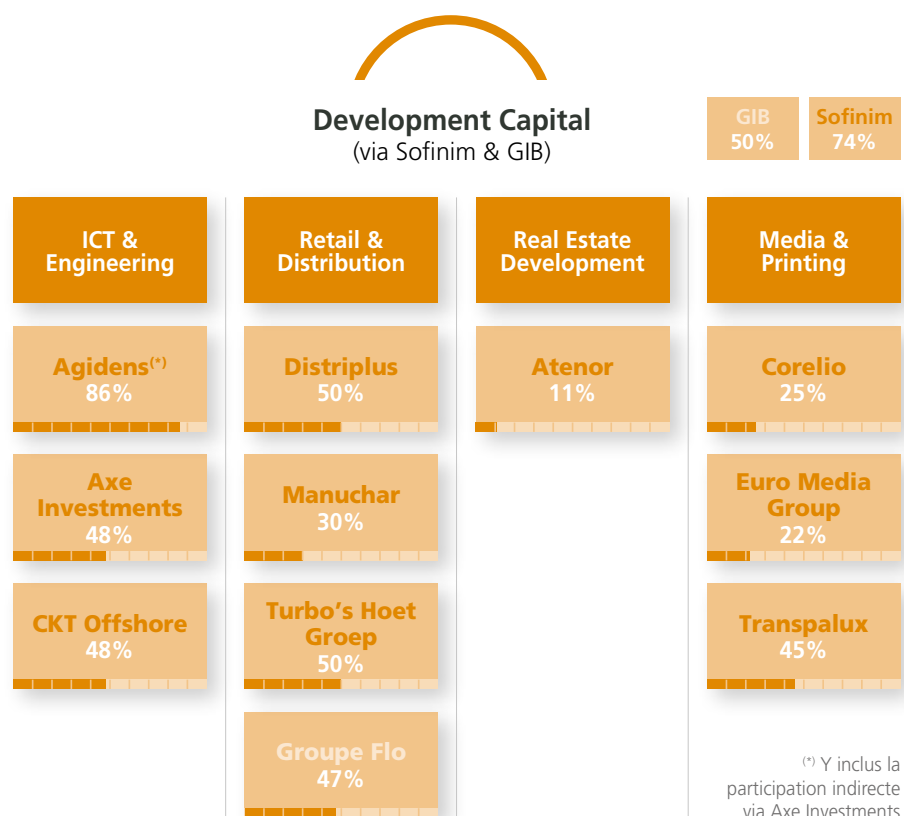 Development Capital
(via Sofinim & GIB)
GIB
50%
Sofinim
74%
ICT &
Engineering
Agidens(*)
86%
Axe
Investments
48%
CKT Offshore
48%
Retail &
Distribution
Distriplus
50%
Manuchar
30%
Turbo's Hoet
Groep
50%
Groupe Flo
47%
Real Estate
Development
Atenor
11%
Media &
Printing
Corelio
25%
Euro Media
Group
22%
Transpalux
45%
(*) Y inclus la
participation indirecte
via Axe Investments